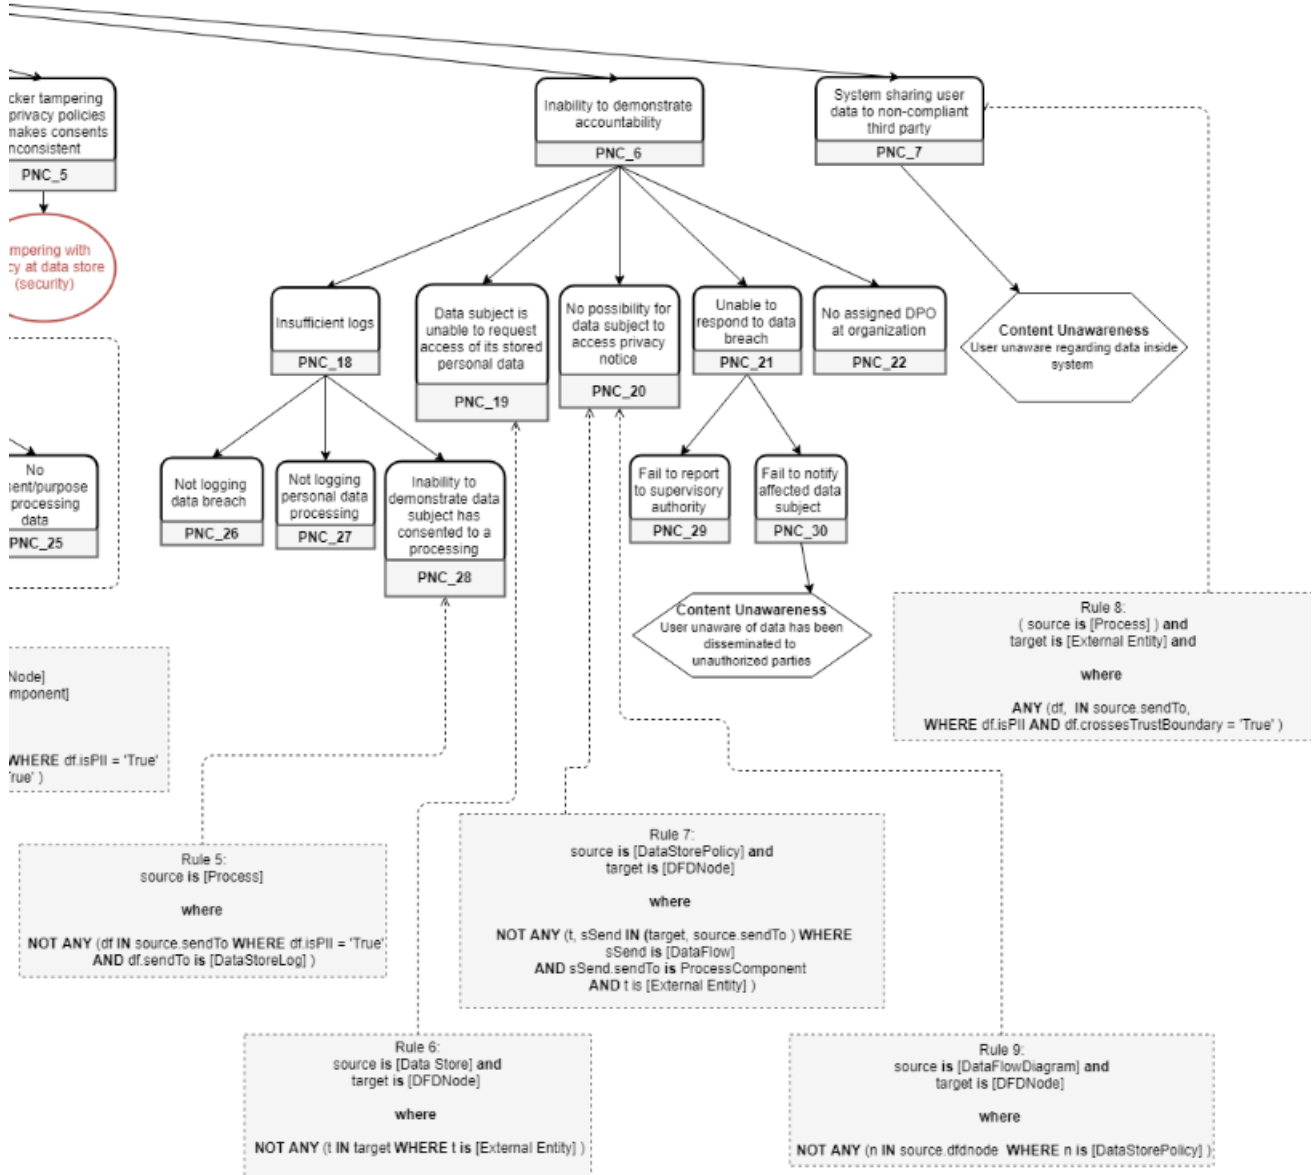 cker tampering
privacy policies
makes consents
nconsistent
PNC_5
Inability to demonstrate
accountability
PNC_6
System sharing user
data to non-compliant
third party
PNC_7
mpering with
cy at data store
(security)
Insufficient logs
PNC_18
Data subject is
unable to request
access of its stored
personal data
PNC_19
No possibility for
data subject to
access privacy
notice
PNC_20
Unable to
respond to data
breach
PNC_21
No assigned DPO
at organization
PNC_22
Content Unawareness
User unaware regarding data inside
system
No
sent/purpose
processing
data
PNC_25
Not logging
data breach
PNC_26
Not logging
personal data
processing
PNC_27
Inability to
demonstrate data
subject has
consented to a
processing
PNC_28
Fail to report
to supervisory
authority
PNC_29
Fail to notify
affected data
subject
PNC_30
Content Unawareness
User unaware of data has been
disseminated to
unauthorized parties
Rule 8:
( source is [Process] ) and
target is [External Entity] and
where
ANY (df,  IN source.sendTo,
WHERE df.isPII AND df.crossesTrustBoundary = 'True' )
Node]
mponent]
WHERE df.isPII = 'True'
True' )
Rule 5:
source is [Process]
where
NOT ANY (df IN source.sendTo WHERE df.isPII = 'True'
AND df.sendTo is [DataStoreLog] )
Rule 7:
source is [DataStorePolicy] and
target is [DFDNode]
where
NOT ANY (t, sSend IN (target, source.sendTo ) WHERE
sSend is [DataFlow]
AND sSend.sendTo is ProcessComponent
AND t is [External Entity] )
Rule 6:
source is [Data Store] and
target is [DFDNode]
where
NOT ANY (t IN target WHERE t is [External Entity] )
Rule 9:
source is [DataFlowDiagram] and
target is [DFDNode]
where
NOT ANY (n IN source.dfdnode  WHERE n is [DataStorePolicy] )